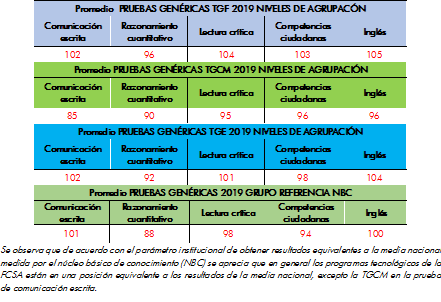 Promedio PRUEBAS GENÉRICAS TGF 2019 NIVELES DE AGRUPACÓN
Comunicación escrita Razonamiento cuantitativo Lectura crítica Competencias ciudadanas Inglés
102 96 104 103 105
Promedio PRUEBAS GENÉRICAS TGCM 2019 NIVELES DE AGRUPACIÓN
Comunicación escrita Razonamiento cuantitativo Lectura crítica Competencias ciudadanas Inglés
85 90 95 96 96
Promedio PRUEBAS GENÉRICAS TGE 2019 NIVELES DE AGRUPACIÓN
Comunicación escrita Razonamiento cuantitativo Lectura crítica Competencias ciudadanas Inglés
102 92 101 98 104
Promedio PRUEBAS GENÉRICAS 2019 GRUPO REFERENCIA NBC
Comunicación escrita Razonamiento cuantitativo Lectura crítica Competencias ciudadanas Inglés
101 88 98 94 100
Se observa que de acuerdo con el parámetro institucional de obtener resultados equivalentes a la media nacional
medida por el núcleo básico de conocimiento (NBC) se aprecia que en general los programas tecnológicos de la
FCSA están en una posición equivalente a los resultados de la media nacional, excepto la TGCM en la prueba
de comunicación escrita.